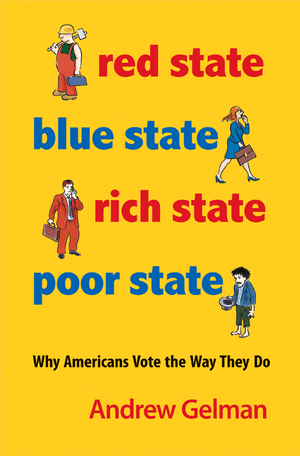 red state
blue state
rich state
poor state
Why Americans Vote the Way They Do
Andrew Gelman